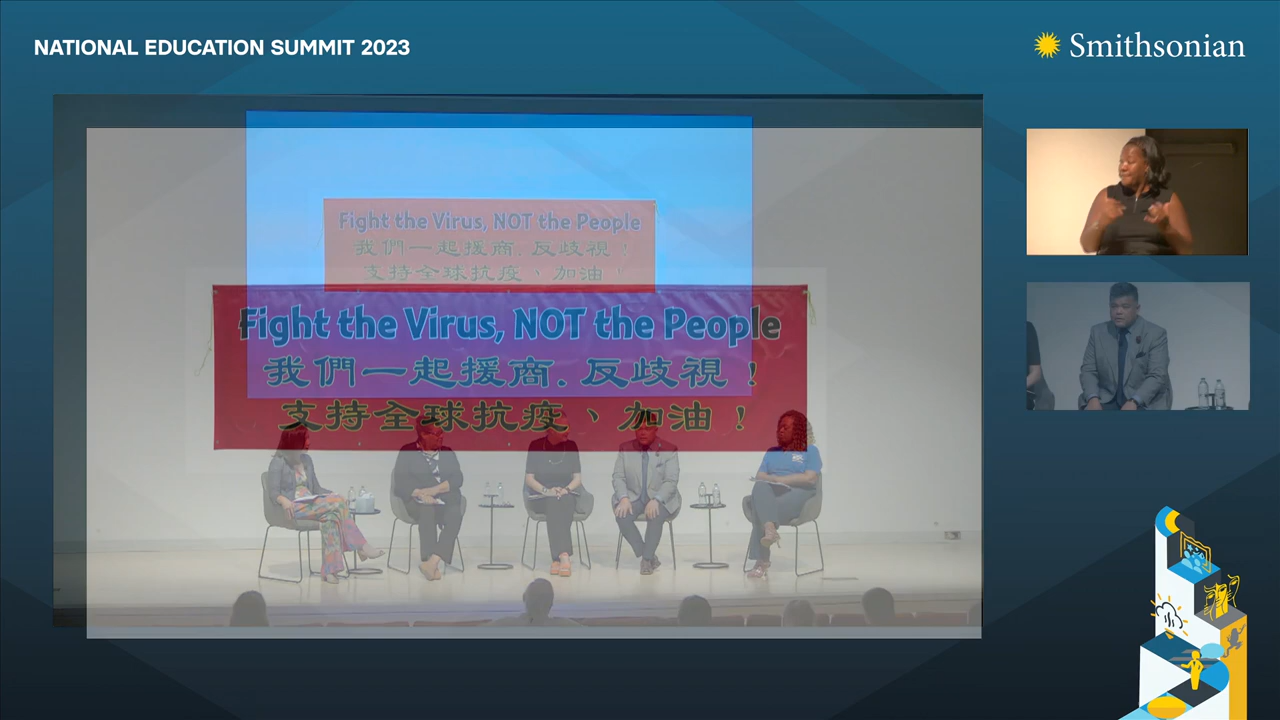 NATIONAL EDUCATION SUMMIT 2023
Smithsonian
Fight the Virus, NOT the People
我們一起援商.反歧視！
支持全球抗疫、加油！
Fight the Virus, NOT the People
我們一起援商.反歧視！
支持全球抗疫、加油！